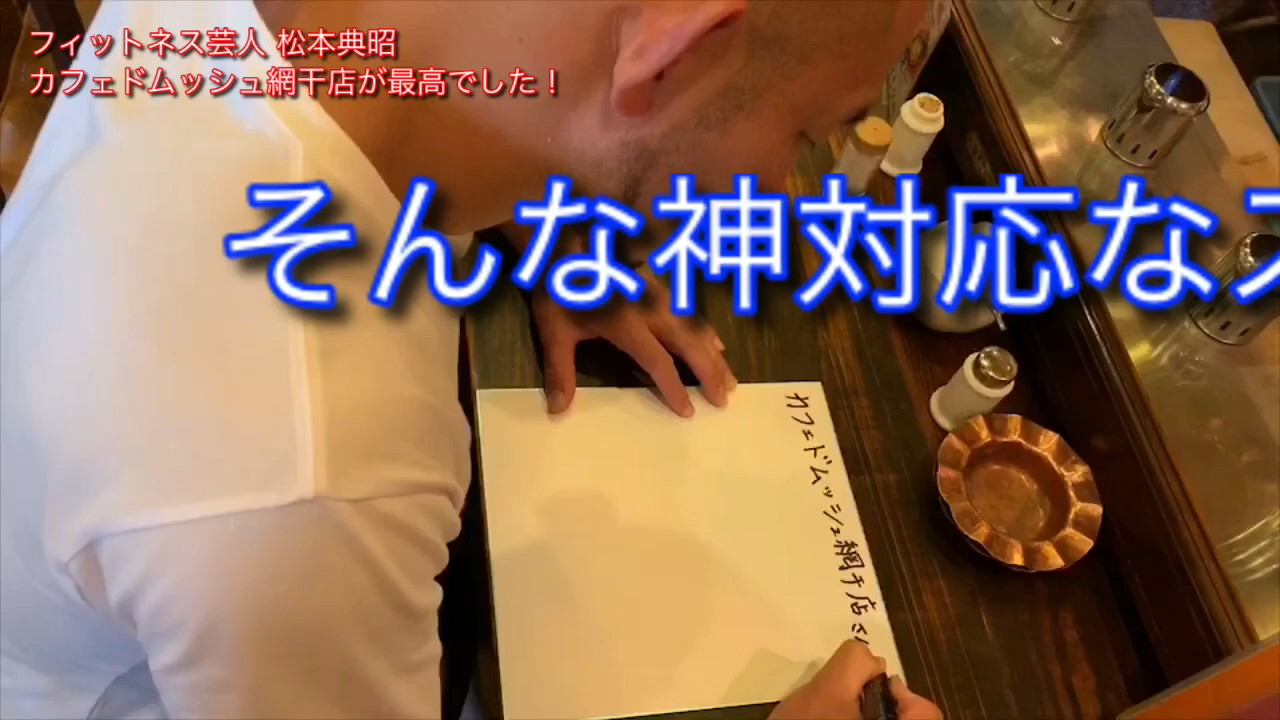 フィットネス芸人 松本典昭
カフェドムッシュ網干店が最高でした！
そんな神対応な
カフェドムッシュ網干店さ